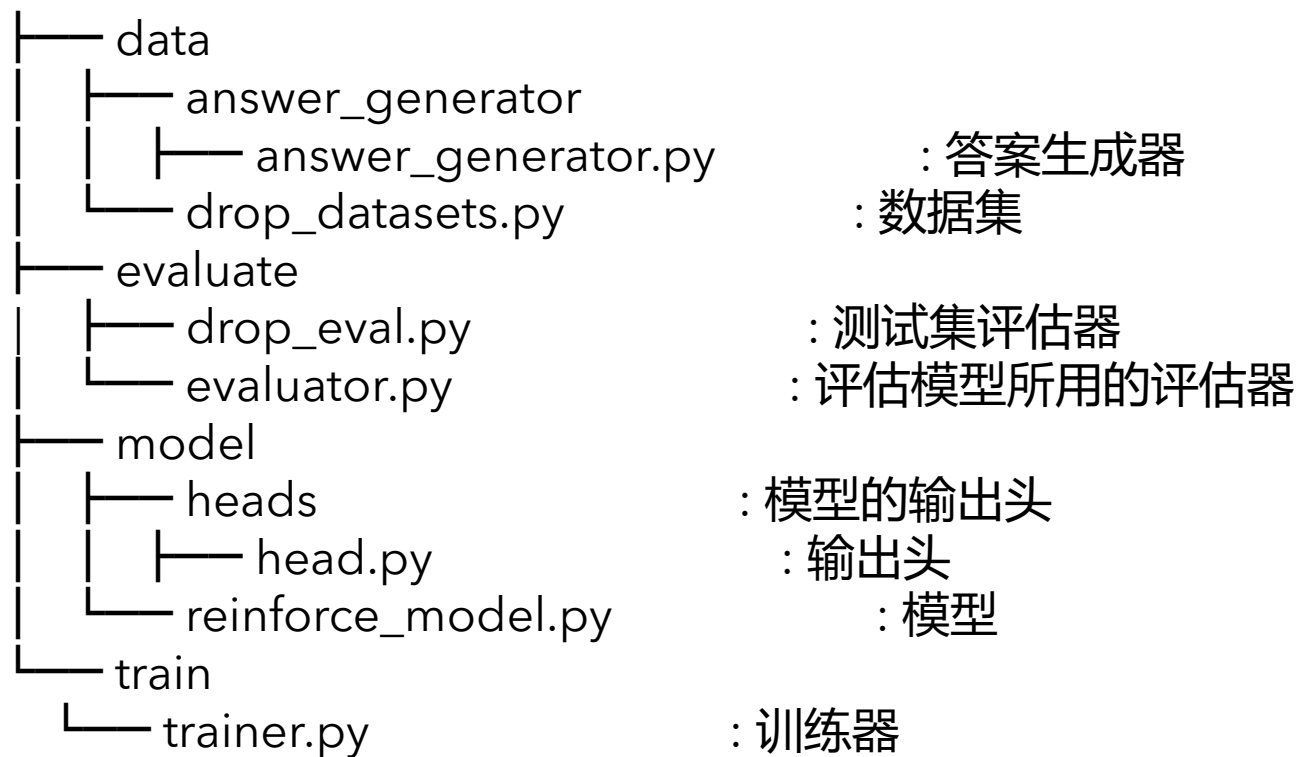 ├── data
│   ├── answer_generator
│   │   ├── answer_generator.py : 答案生成器
│   └── drop_datasets.py : 数据集
├── evaluate
│   ├── drop_eval.py : 测试集评估器
│   └── evaluator.py : 评估模型所用的评估器
├── model
│   ├── heads : 模型的输出头
│   │   ├── head.py : 输出头
│   └── reinforce_model.py : 模型
└── train
    └── trainer.py : 训练器